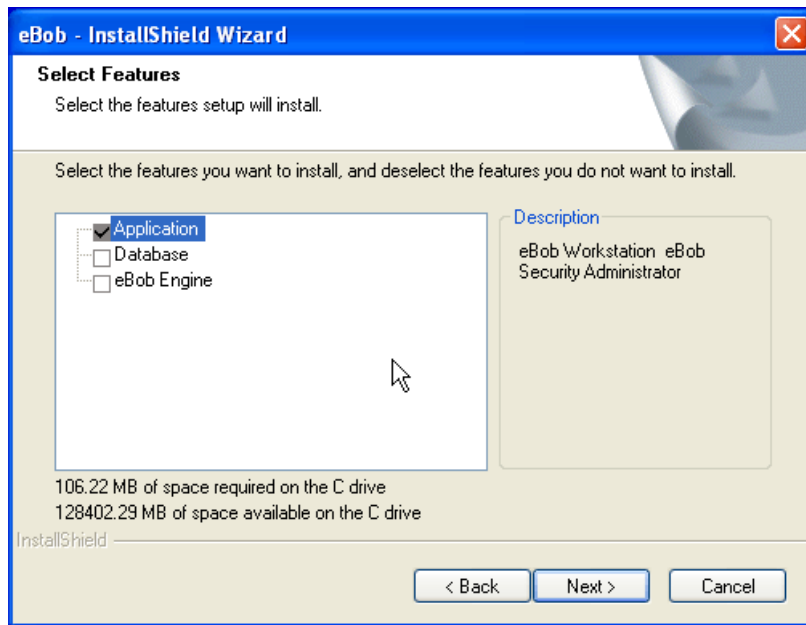 eBob - InstallShield Wizard
Select Features
Select the features setup will install.
Select the features you want to install, and deselect the features you do not want to install.
Application
Database
eBob Engine
Description
eBob Workstation eBob
Security Administrator
106.22 MB of space required on the C drive
128402.29 MB of space available on the C drive
InstallShield
< Back
Next >
Cancel